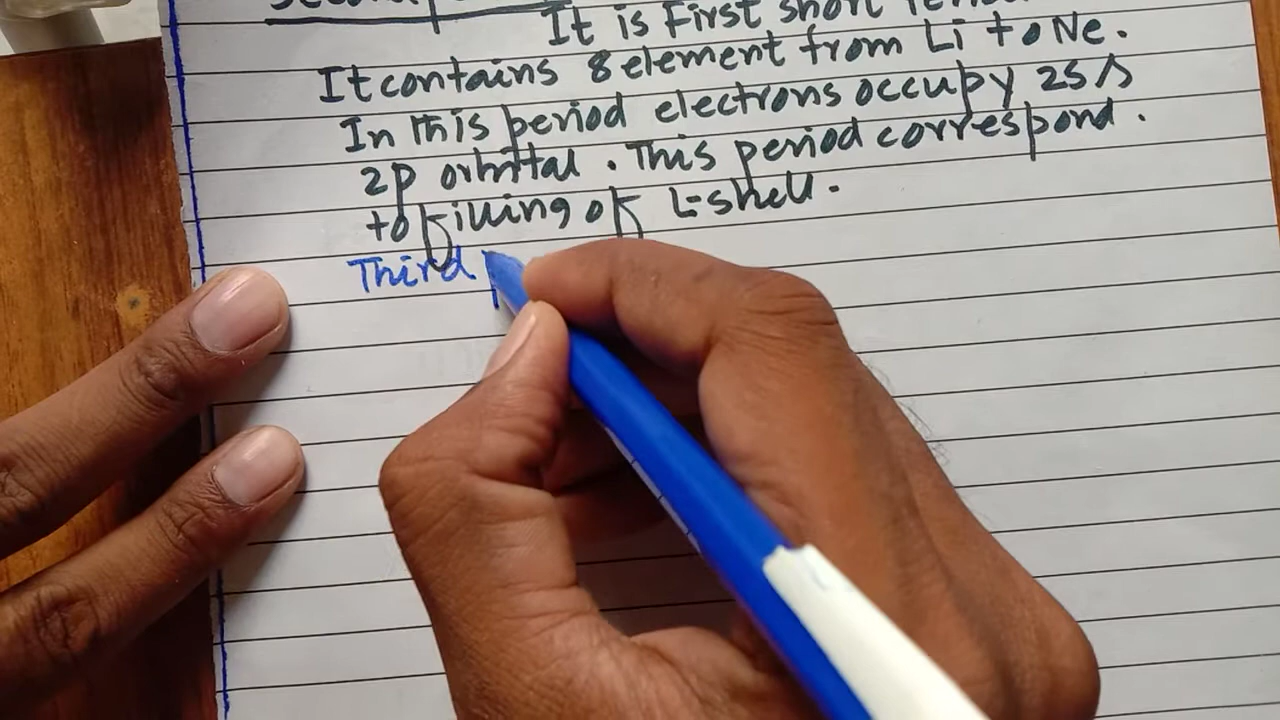 Second
It is First short
It contains 8 element from Li to Ne.
In this period electrons occupy 2S
2p orbital. This period correspond.
to filling of L-shell.
Third p